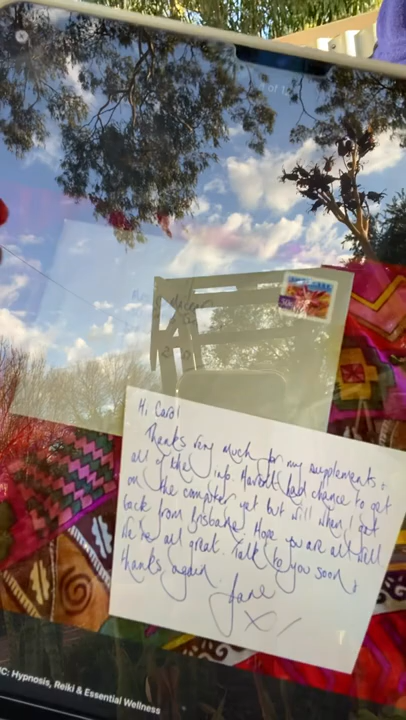 Hi Carol
Thanks very much for my supplements +
all of the info. Haven't had chance to get
on the computer yet but will when I get
back from Brisbane. Hope you are all well
We're all great. Talk to you soon &
thanks again.
Jane
X
C: Hypnosis, Reiki & Essential Wellness